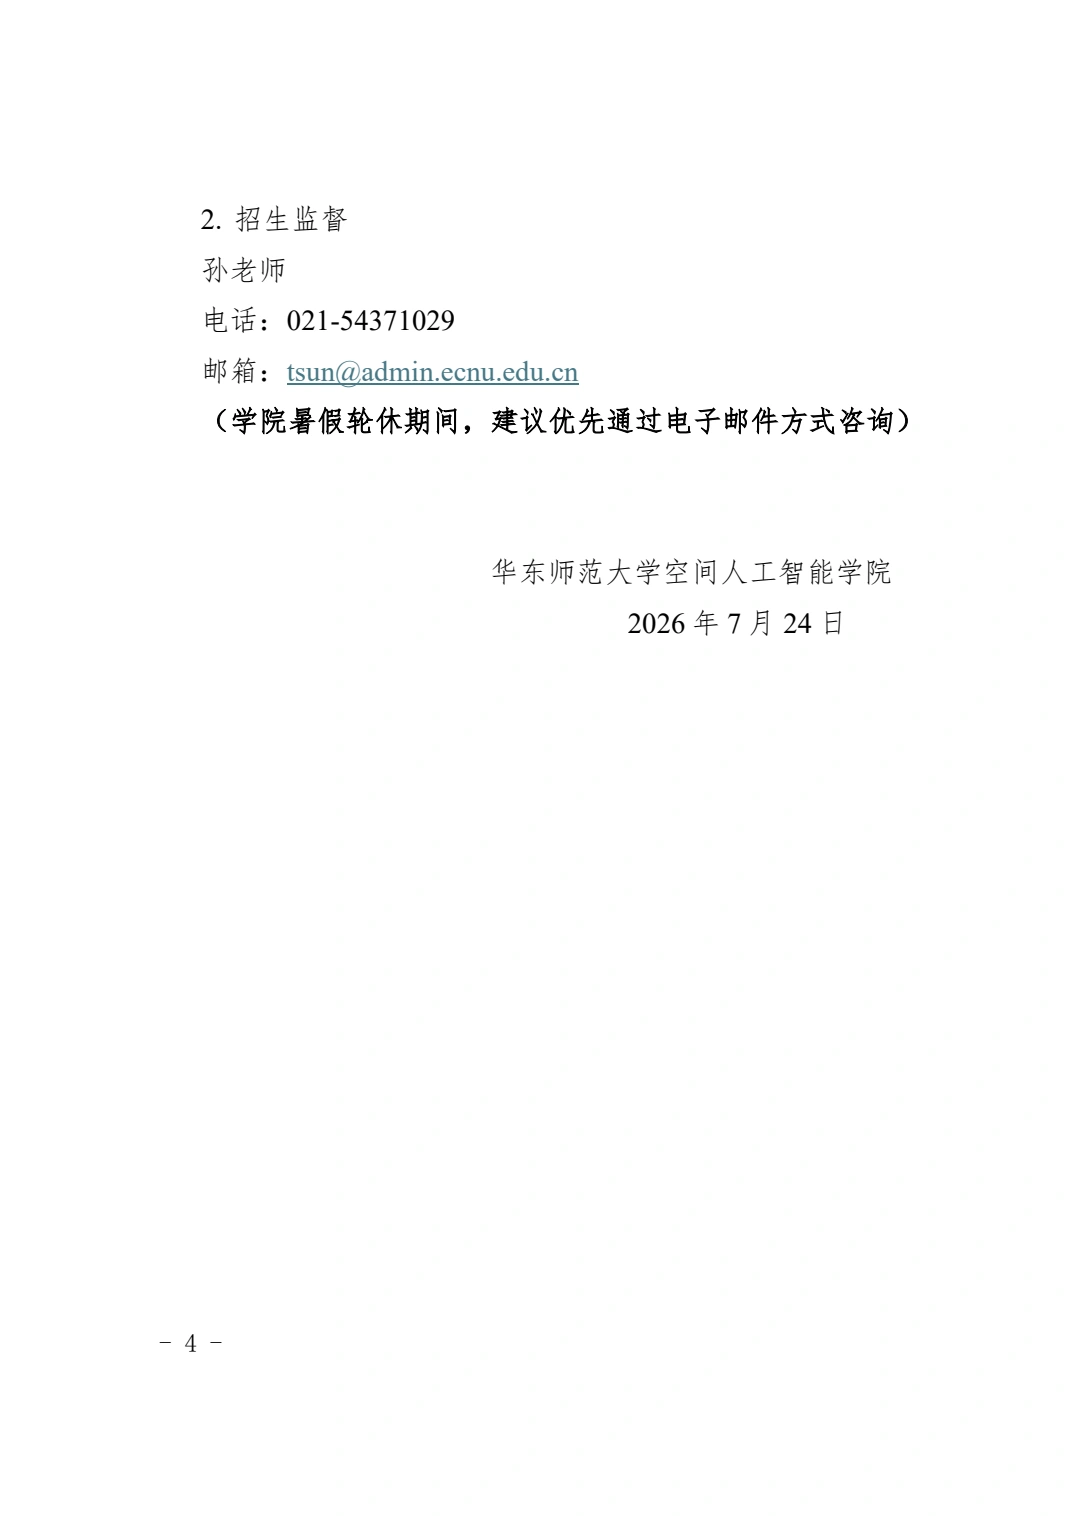 2. 招生监督
孙老师
电话：021-54371029
邮箱：tsun@admin.ecnu.edu.cn
（学院暑假轮休期间，建议优先通过电子邮件方式咨询）
华东师范大学空间人工智能学院
2026 年 7 月 24 日
- 4 -